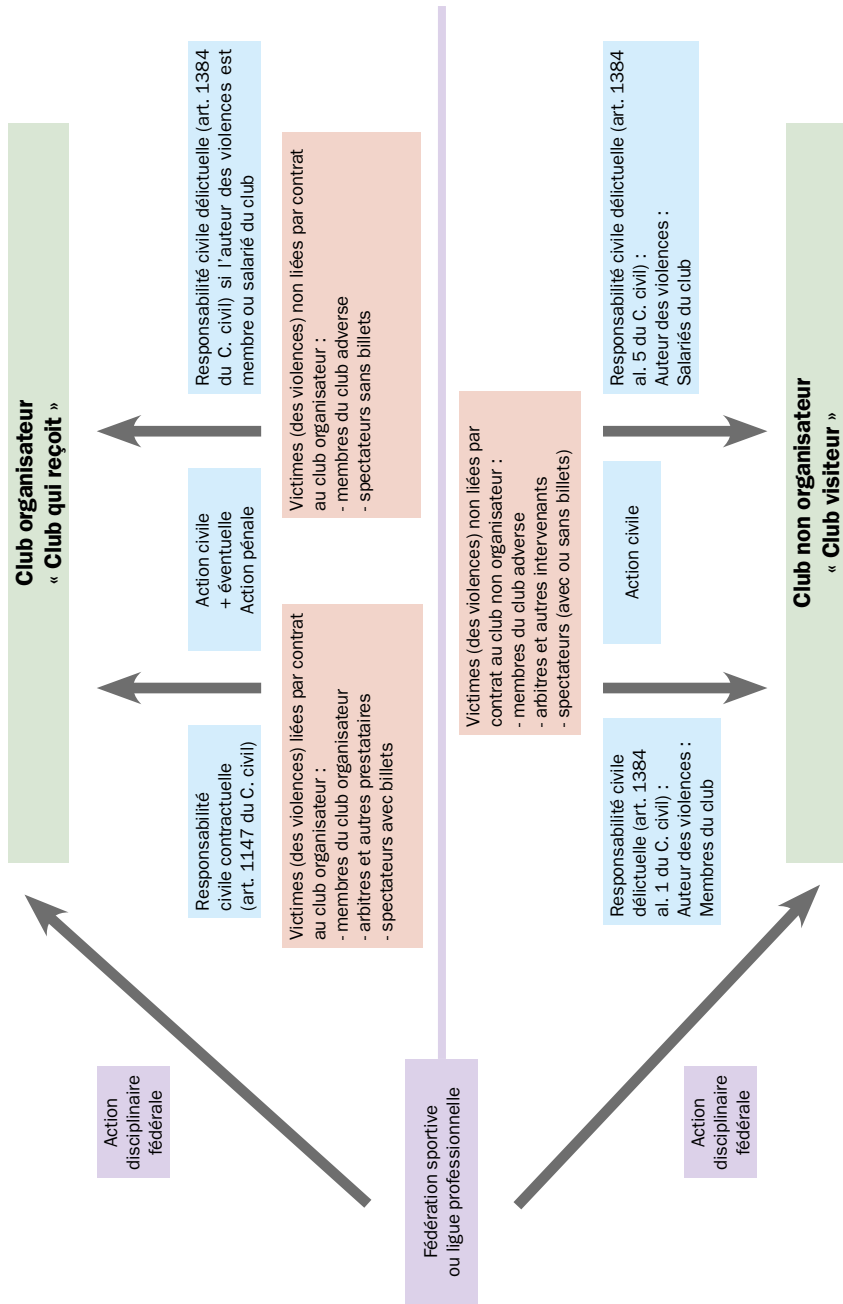 Club organisateur
« Club qui reçoit »
Action
disciplinaire
fédérale
Responsabilité
civile contractuelle
(art. 1147 du C. civil)
Action civile
+ éventuelle
Action pénale
Responsabilité civile délictuelle (art. 1384
du C. civil) si l'auteur des violences est
membre ou salarié du club
Victimes (des violences) liées par contrat
au club organisateur :
- membres du club organisateur
- arbitres et autres prestataires
- spectateurs avec billets
Victimes (des violences) non liées par contrat
au club organisateur :
- membres du club adverse
- spectateurs sans billets
Fédération sportive
ou ligue professionnelle
Victimes (des violences) non liées par
contrat au club non organisateur :
- membres du club adverse
- arbitres et autres intervenants
- spectateurs (avec ou sans billets)
Action
disciplinaire
fédérale
Responsabilité civile
délictuelle (art. 1384
al. 1 du C. civil) :
Auteur des violences :
Membres du club
Action civile
Responsabilité civile délictuelle (art. 1384
al. 5 du C. civil) :
Auteur des violences :
Salariés du club
Club non organisateur
« Club visiteur »